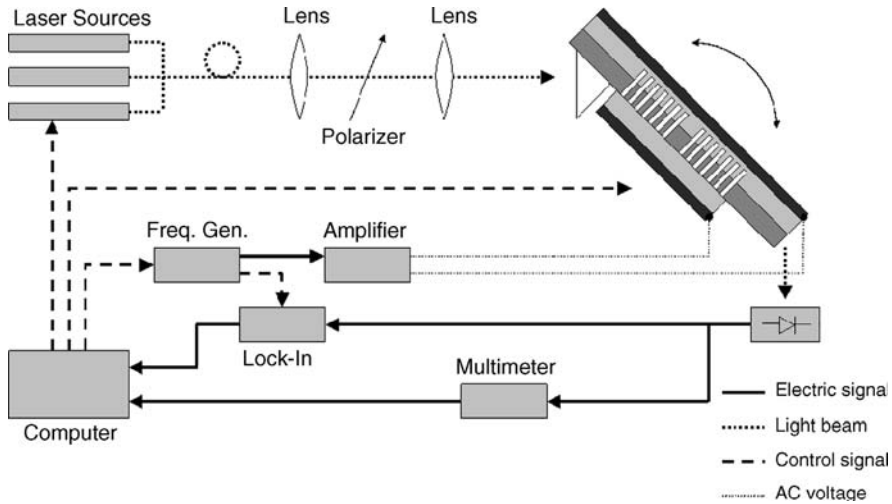 Laser Sources
Lens
Lens
Polarizer
Freq. Gen.
Amplifier
Lock-In
Multimeter
Computer
Electric signal
Light beam
Control signal
AC voltage